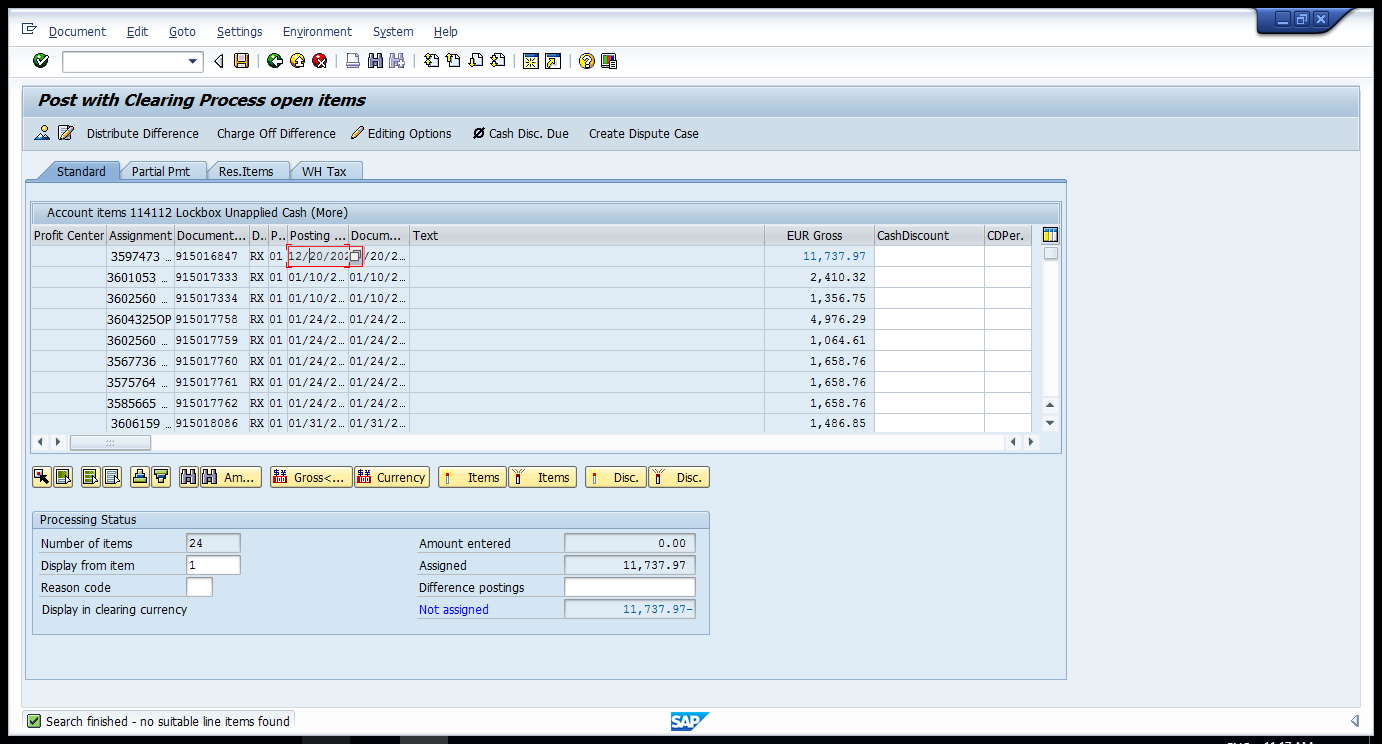 Document Edit Goto Settings Environment System Help
Post with Clearing Process open items
Distribute Difference Charge Off Difference Editing Options Cash Disc. Due Create Dispute Case
Standard Partial Pmt Res.Items WH Tax
Account items 114112 Lockbox Unapplied Cash (More)
Profit Center Assignment Document... D.. P.. Posting ... Docum... Text EUR Gross CashDiscount CDPer.
3597473 ... 915016847 RX 01 12/20/202 /20/2... 11,737.97
3601053 ... 915017333 RX 01 01/10/2... 01/10/2... 2,410.32
3602560 ... 915017334 RX 01 01/10/2... 01/10/2... 1,356.75
3604325OP 915017758 RX 01 01/24/2... 01/24/2... 4,976.29
3602560 ... 915017759 RX 01 01/24/2... 01/24/2... 1,064.61
3567736 ... 915017760 RX 01 01/24/2... 01/24/2... 1,658.76
3575764 ... 915017761 RX 01 01/24/2... 01/24/2... 1,658.76
3585665 ... 915017762 RX 01 01/24/2... 01/24/2... 1,658.76
3606159 ... 915018086 RX 01 01/31/2... 01/31/2... 1,486.85
Am... Gross<... Currency Items Items Disc. Disc.
Processing Status
Number of items 24 Amount entered 0.00
Display from item 1 Assigned 11,737.97
Reason code Difference postings
Display in clearing currency Not assigned 11,737.97-
Search finished - no suitable line items found SAP